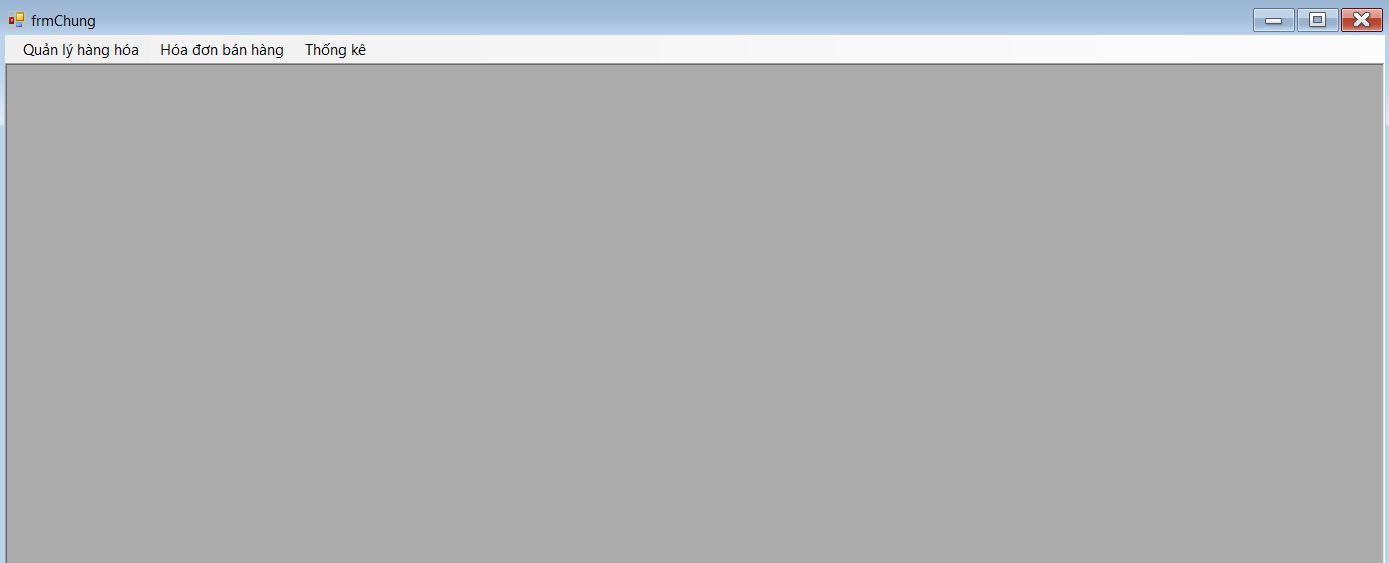 frmChung
Quản lý hàng hóa Hóa đơn bán hàng Thống kê